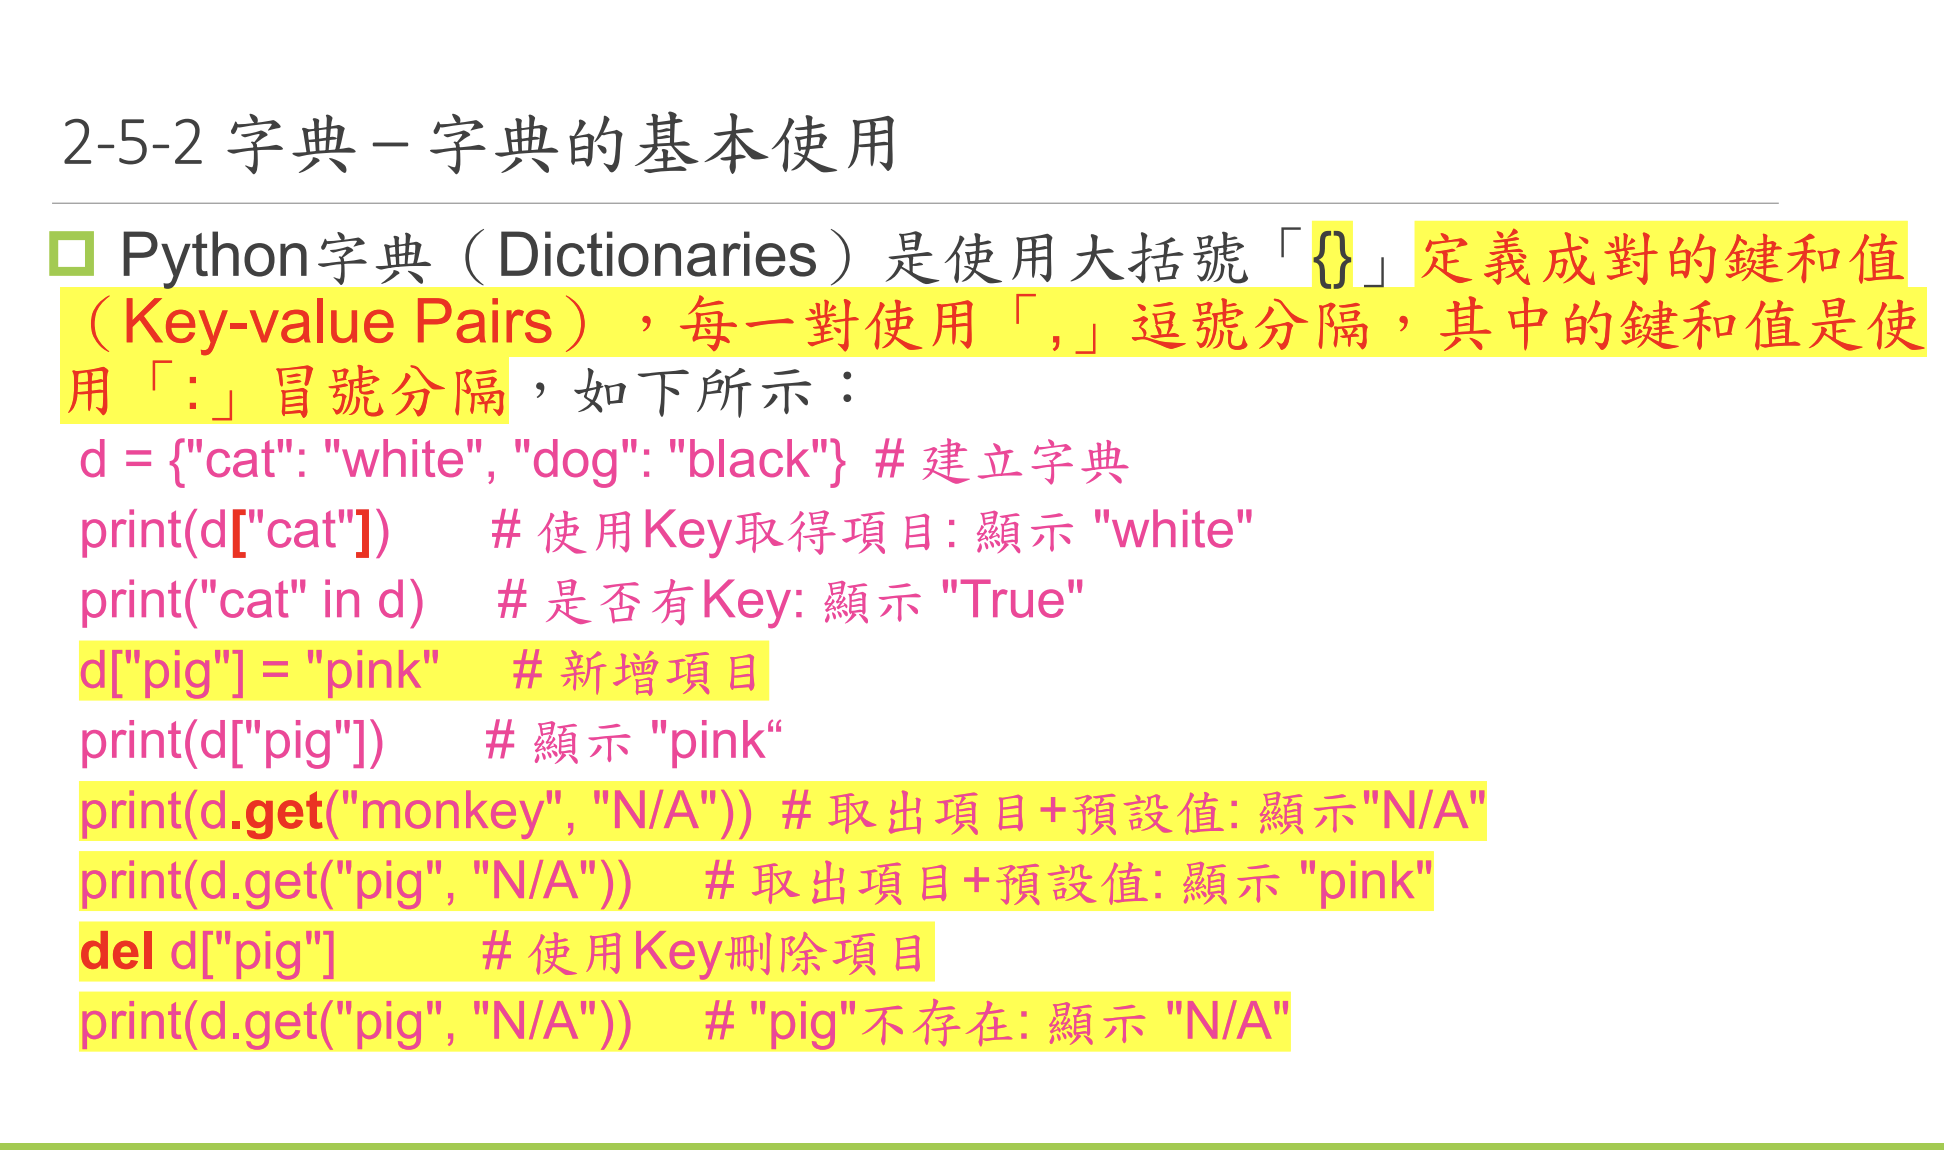 2-5-2 字典 – 字典的基本使用
Python字典（Dictionaries）是使用大括號「{}」定義成對的鍵和值
（Key-value Pairs），每一對使用「,」逗號分隔，其中的鍵和值是使
用「:」冒號分隔，如下所示：
d = {"cat": "white", "dog": "black"} # 建立字典
print(d["cat"]) # 使用Key取得項目: 顯示 "white"
print("cat" in d) # 是否有Key: 顯示 "True"
d["pig"] = "pink" # 新增項目
print(d["pig"]) # 顯示 "pink“
print(d.get("monkey", "N/A")) # 取出項目+預設值: 顯示"N/A"
print(d.get("pig", "N/A")) # 取出項目+預設值: 顯示 "pink"
del d["pig"] # 使用Key刪除項目
print(d.get("pig", "N/A")) # "pig"不存在: 顯示 "N/A"